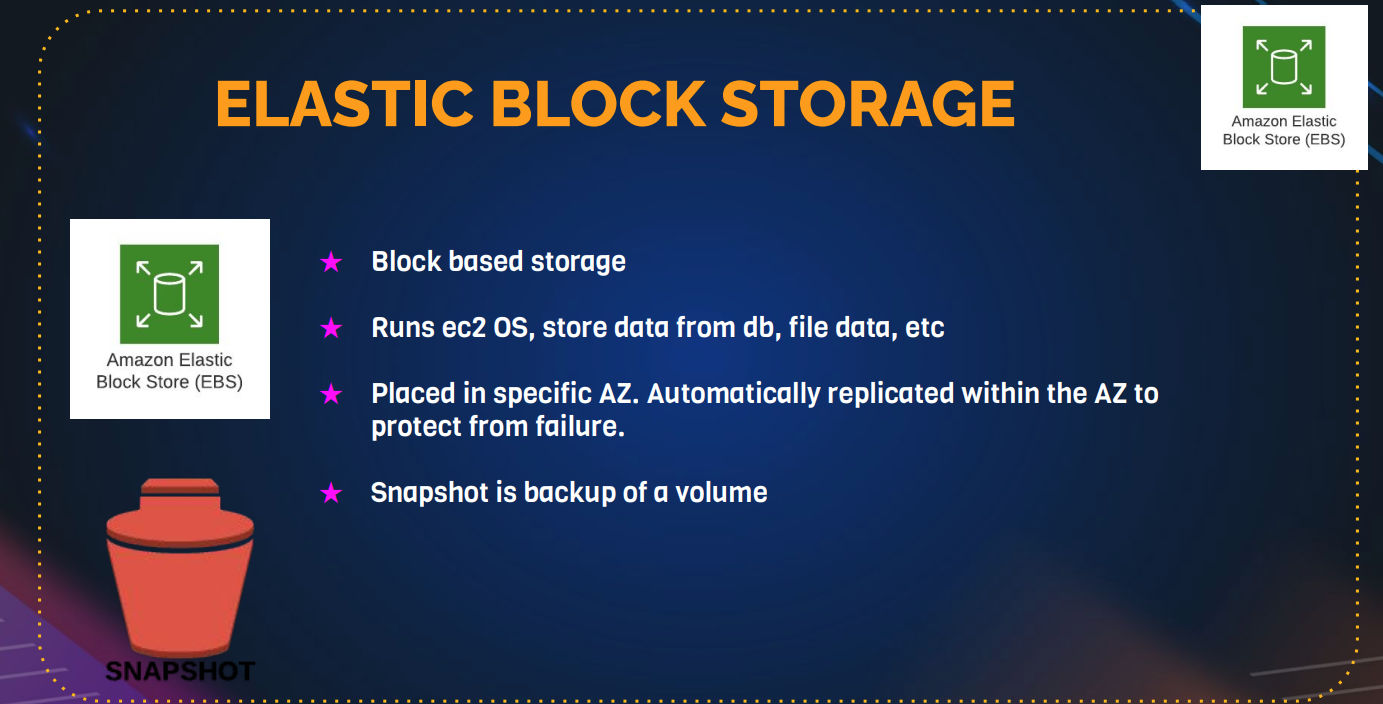 ELASTIC BLOCK STORAGE
Amazon Elastic
Block Store (EBS)
Amazon Elastic
Block Store (EBS)
Block based storage
Runs ec2 OS, store data from db, file data, etc
Placed in specific AZ. Automatically replicated within the AZ to
protect from failure.
Snapshot is backup of a volume
SNAPSHOT